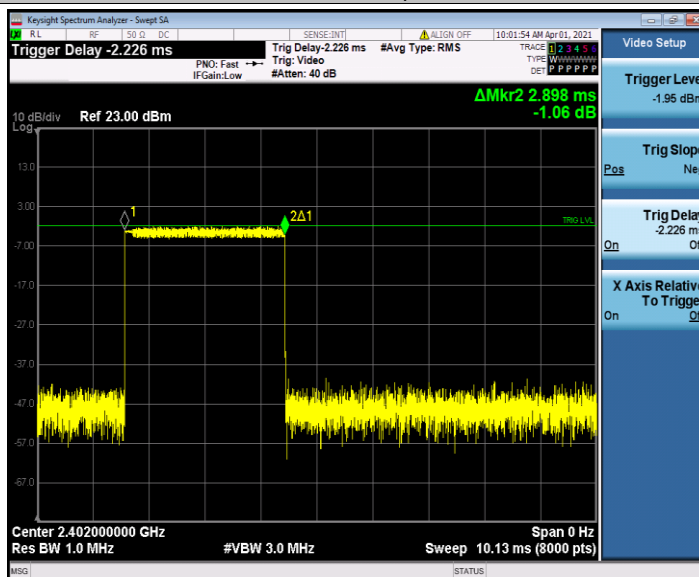 Keysight Spectrum Analyzer - Swept SA
RL RF 50 Ω DC SENSE:INT ALIGN OFF 10:01:54 AM Apr 01, 2021
Trigger Delay -2.226 ms Trig Delay-2.226 ms #Avg Type: RMS TRACE 1 2 3 4 5 6
PNO: Fast Trig: Video TYPE WWWWWW
IFGain:Low #Atten: 40 dB DET P P P P P P
ΔMkr2 2.898 ms
10 dB/div Ref 23.00 dBm -1.06 dB
Log
13.0
3.00
1
2Δ1
TRIG LVL
-7.00
-17.0
-27.0
-37.0
-47.0
-57.0
-67.0
Center 2.402000000 GHz Span 0 Hz
Res BW 1.0 MHz #VBW 3.0 MHz Sweep 10.13 ms (8000 pts)
MSG STATUS
Video Setup
Trigger Leve
-1.95 dBm
Trig Slope
Pos Ne
Trig Delay
-2.226 ms
On Of
X Axis Relative
To Trigge
On Of